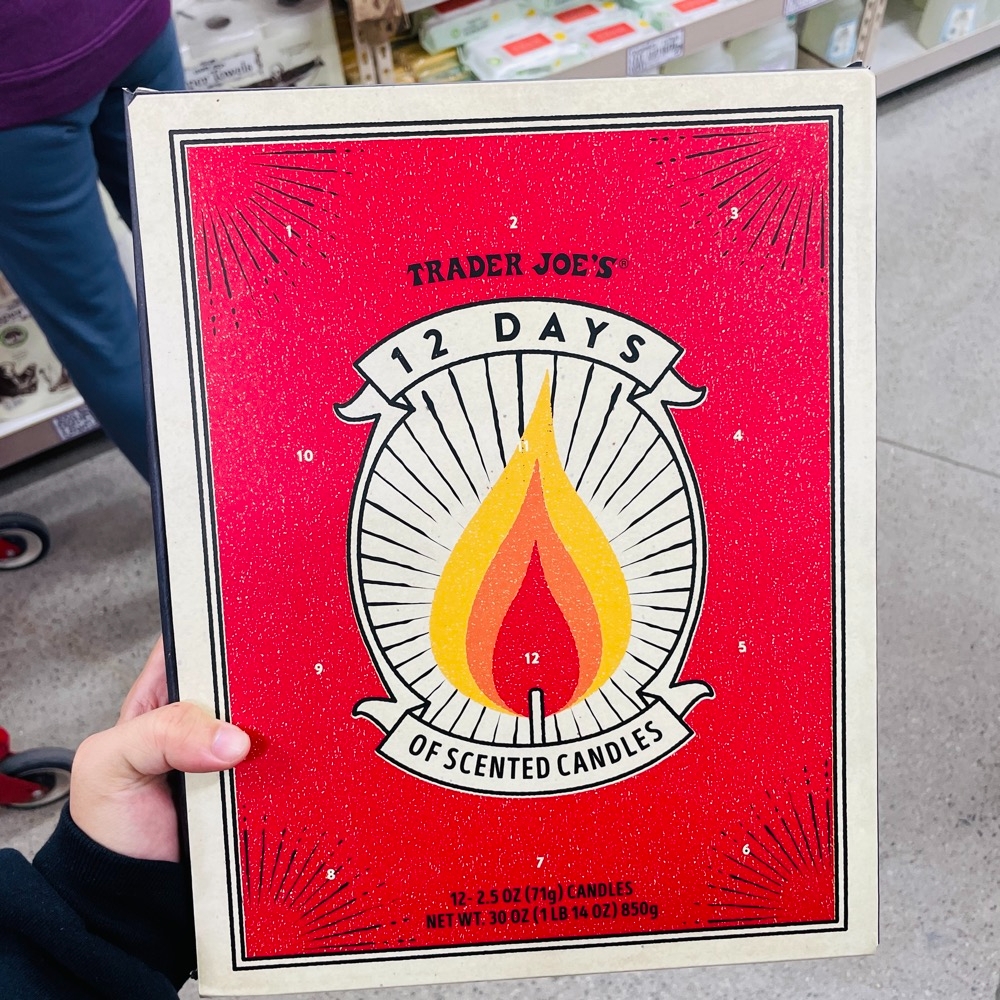 1
2
3
TRADER JOE'S®
12 DAYS
10
11
4
12
9
5
OF SCENTED CANDLES
8
7
6
12- 2.5 OZ (71g) CANDLES
NET WT. 30 OZ (1 LB 14 OZ) 850g